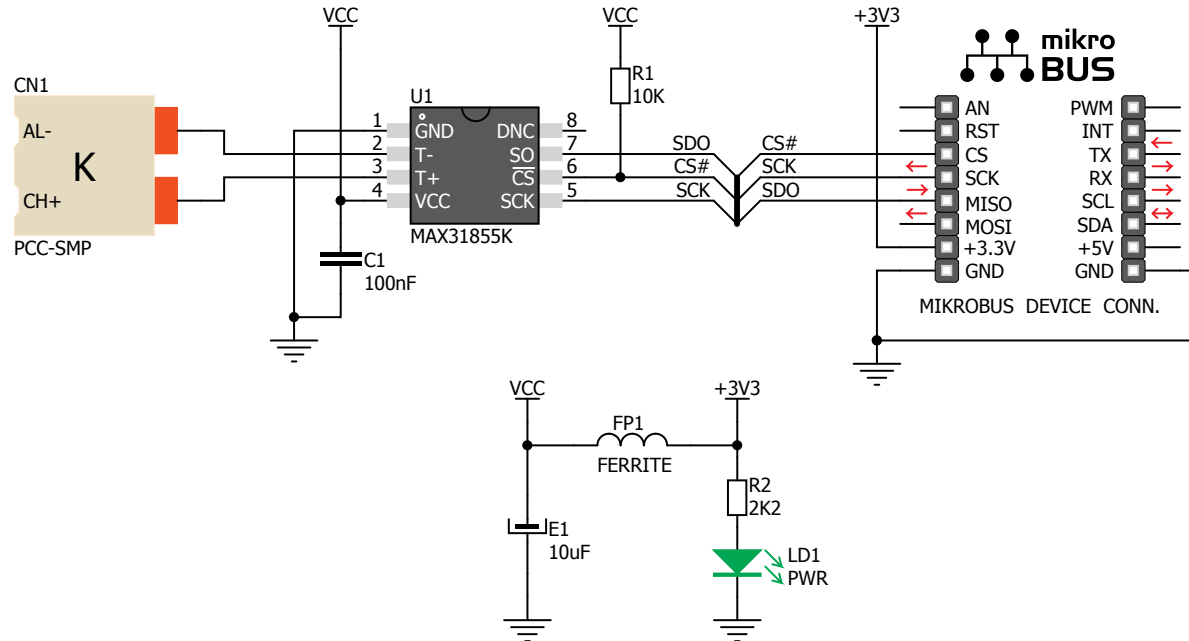 VCC
VCC
+3V3
mikro
BUS
CN1
AL-
K
CH+
PCC-SMP
R1
10K
U1
1
GND
DNC
8
2
T-
SO
7
3
T+
CS
6
4
VCC
SCK
5
MAX31855K
C1
100nF
SDO
CS#
SCK
CS#
SCK
SDO
AN
PWM
RST
INT
CS
TX
SCK
RX
MISO
SCL
MOSI
SDA
+3.3V
+5V
GND
GND
MIKROBUS DEVICE CONN.
VCC
+3V3
FP1
FERRITE
R2
2K2
E1
10uF
LD1
PWR